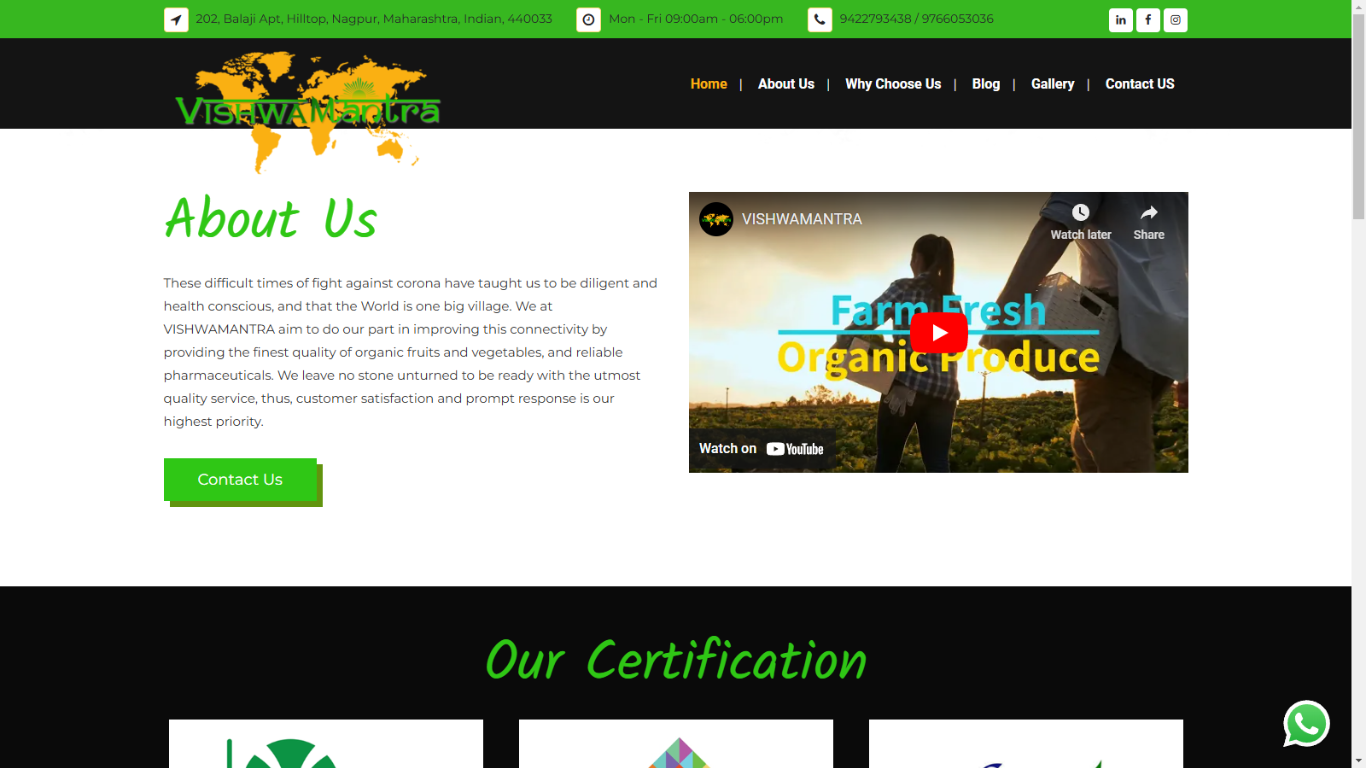 202, Balaji Apt, Hilltop, Nagpur, Maharashtra, Indian, 440033
Mon - Fri 09:00am - 06:00pm
9422793438 / 9766053036
VISHWAMantra
Home | About Us | Why Choose Us | Blog | Gallery | Contact US
About Us
These difficult times of fight against corona have taught us to be diligent and
health conscious, and that the World is one big village. We at
VISHWAMANTRA aim to do our part in improving this connectivity by
providing the finest quality of organic fruits and vegetables, and reliable
pharmaceuticals. We leave no stone unturned to be ready with the utmost
quality service, thus, customer satisfaction and prompt response is our
highest priority.
Contact Us
VISHWAMANTRA
Watch later
Share
Farm Fresh
Organic Produce
Watch on YouTube
Our Certification